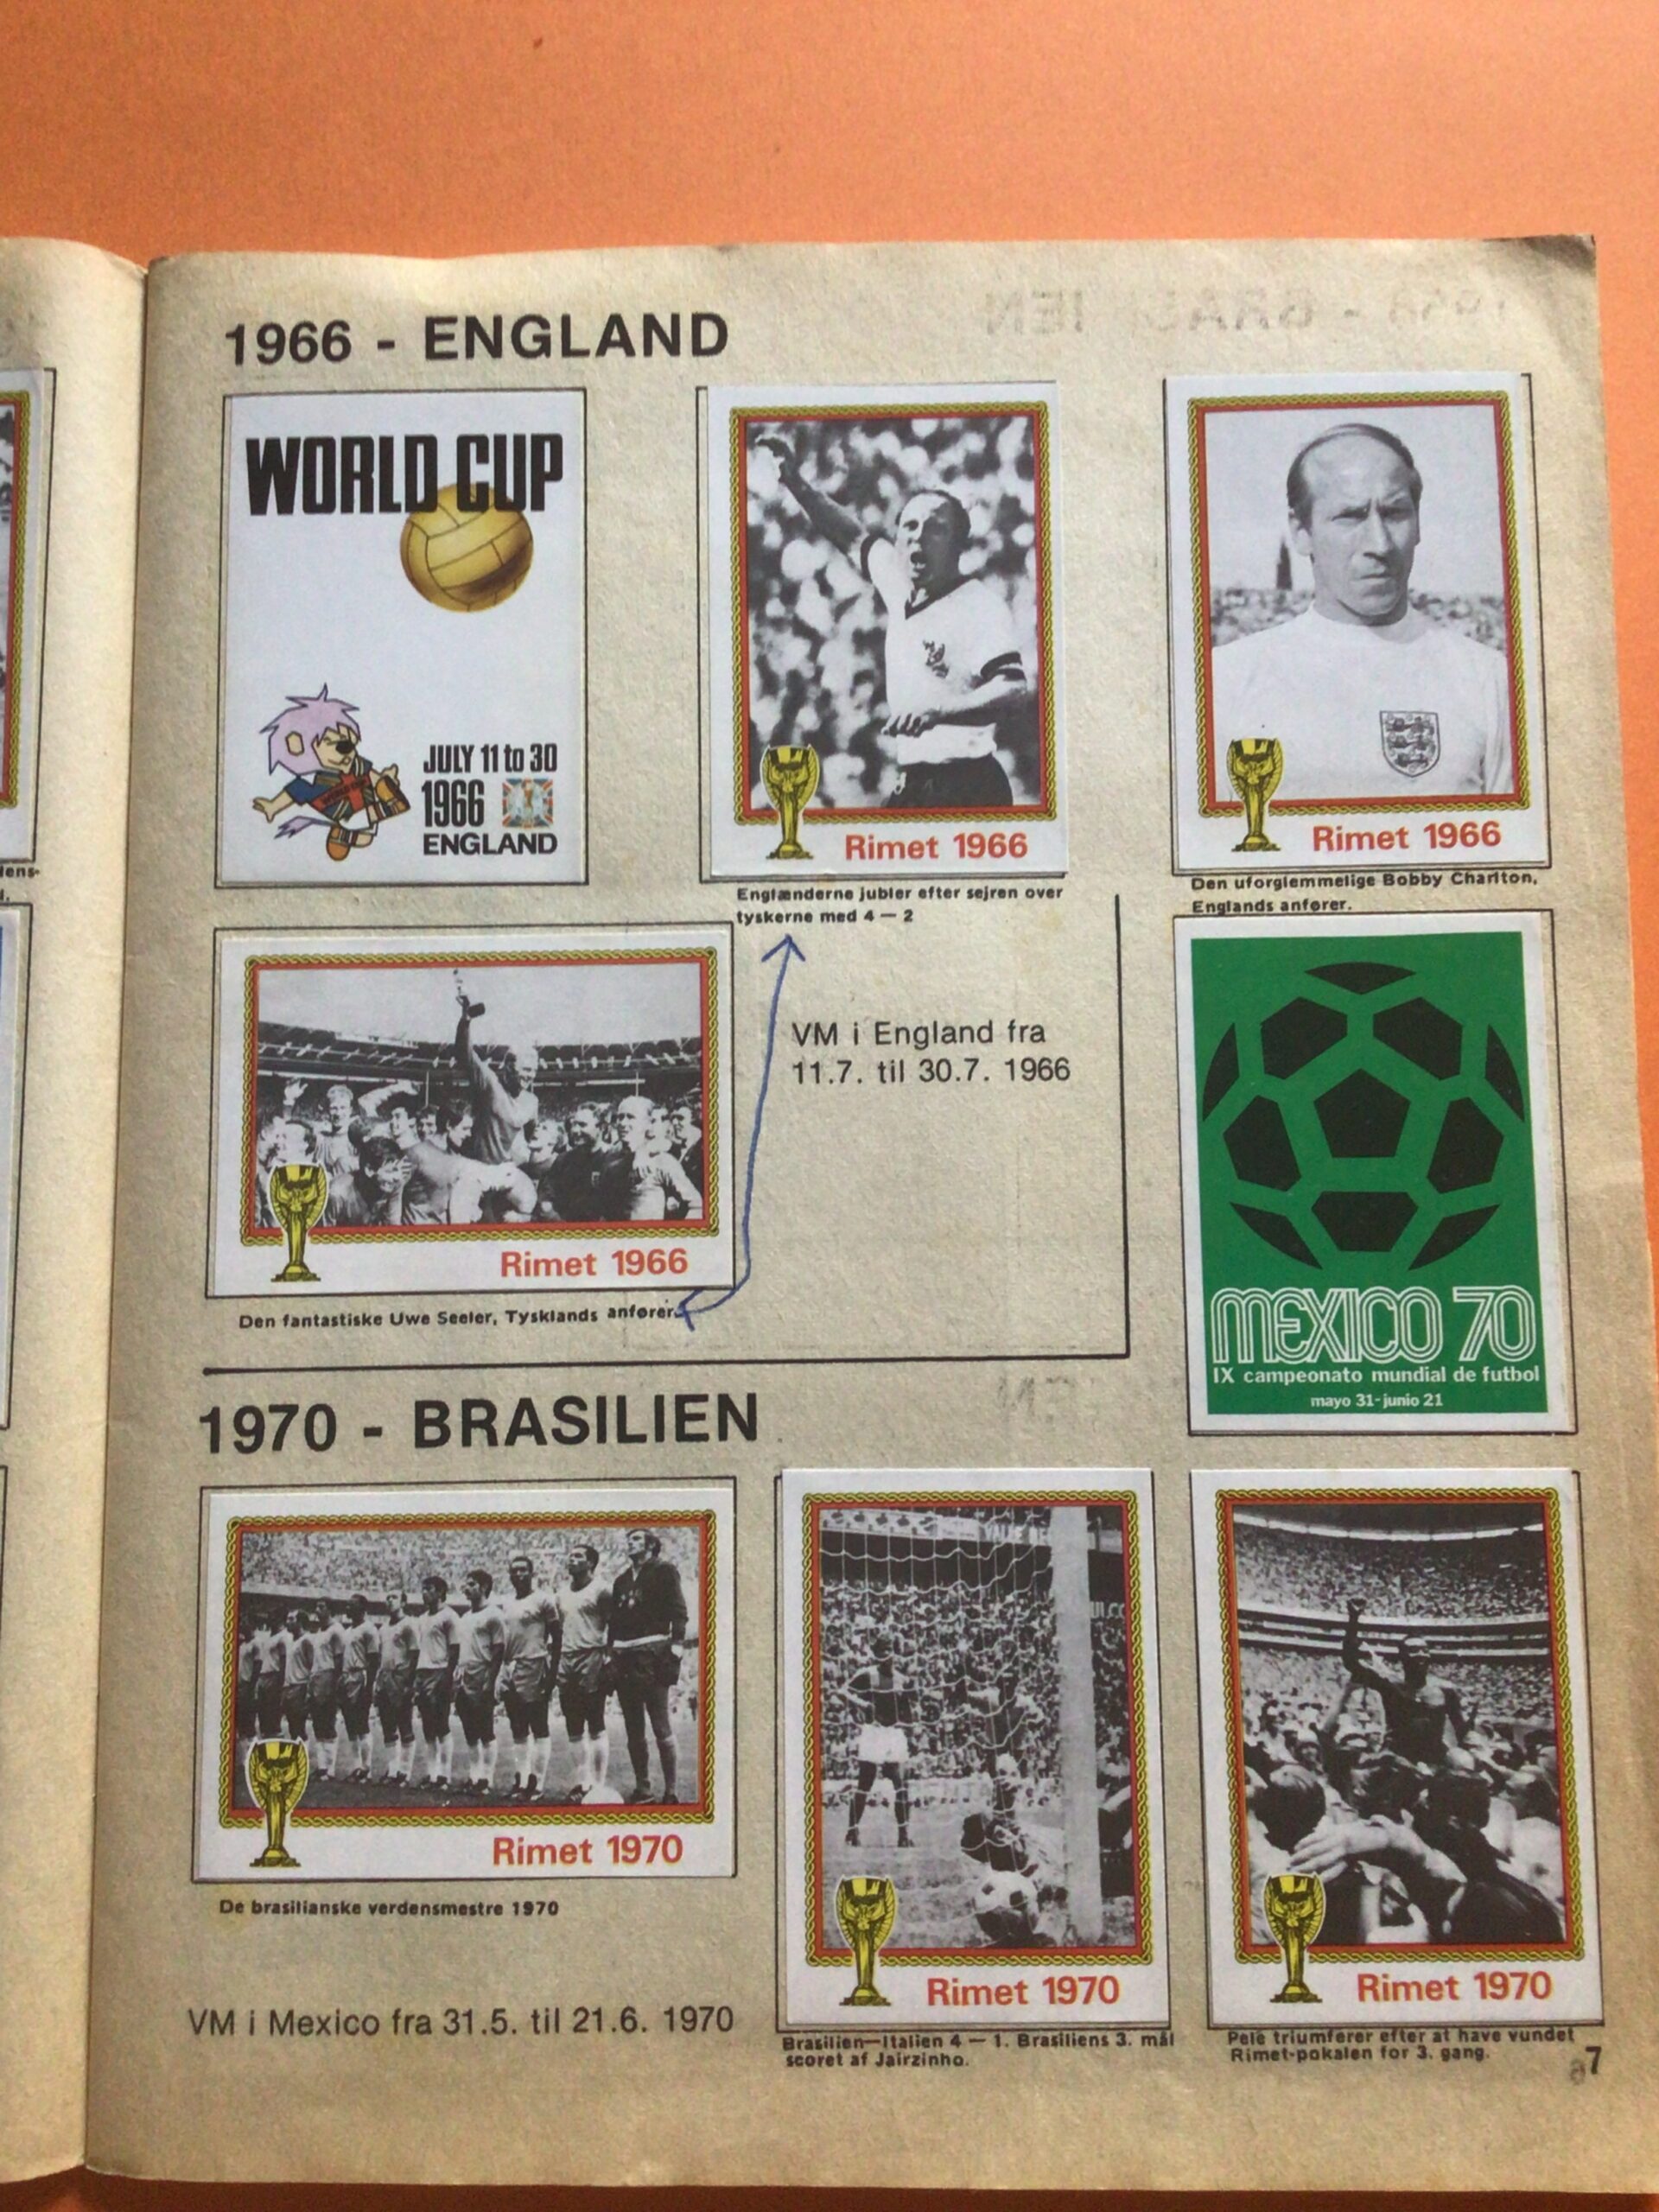 1966 - ENGLAND
WORLD CUP
JULY 11 to 30
1966
ENGLAND
Rimet 1966
Englænderne jubler efter sejren over
tyskerne med 4 — 2
Rimet 1966
Den uforglemmelige Bobby Charlton,
Englands anfører.
Rimet 1966
Den fantastiske Uwe Seeler, Tysklands anfører.
VM i England fra
11.7. til 30.7. 1966
MEXICO 70
IX campeonato mundial de futbol
mayo 31-junio 21
1970 - BRASILIEN
Rimet 1970
De brasilianske verdensmestre 1970
VM i Mexico fra 31.5. til 21.6. 1970
Rimet 1970
Brasilien—Italien 4 — 1. Brasiliens 3. mål
scoret af Jairzinho.
Rimet 1970
Pelé triumferer efter at have vundet
Rimet-pokalen for 3. gang.
7